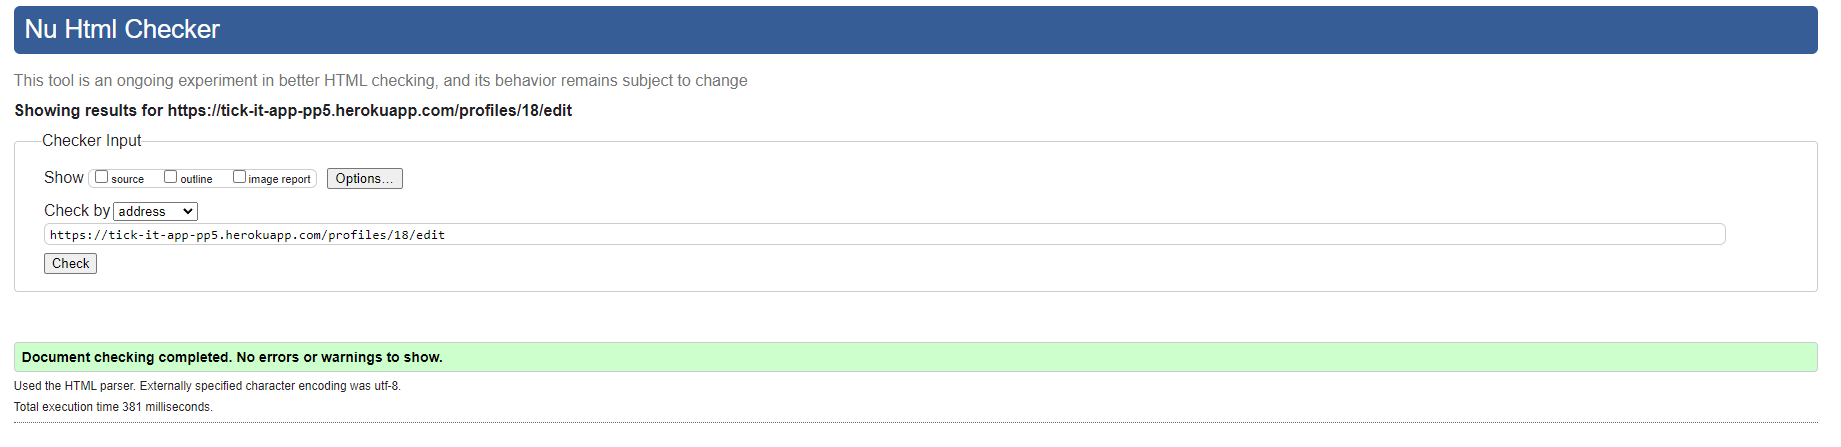 Nu Html Checker
This tool is an ongoing experiment in better HTML checking, and its behavior remains subject to change
Showing results for https://tick-it-app-pp5.herokuapp.com/profiles/18/edit
Checker Input
Show source outline image report Options...
Check by address
https://tick-it-app-pp5.herokuapp.com/profiles/18/edit
Check
Document checking completed. No errors or warnings to show.
Used the HTML parser. Externally specified character encoding was utf-8.
Total execution time 381 milliseconds.